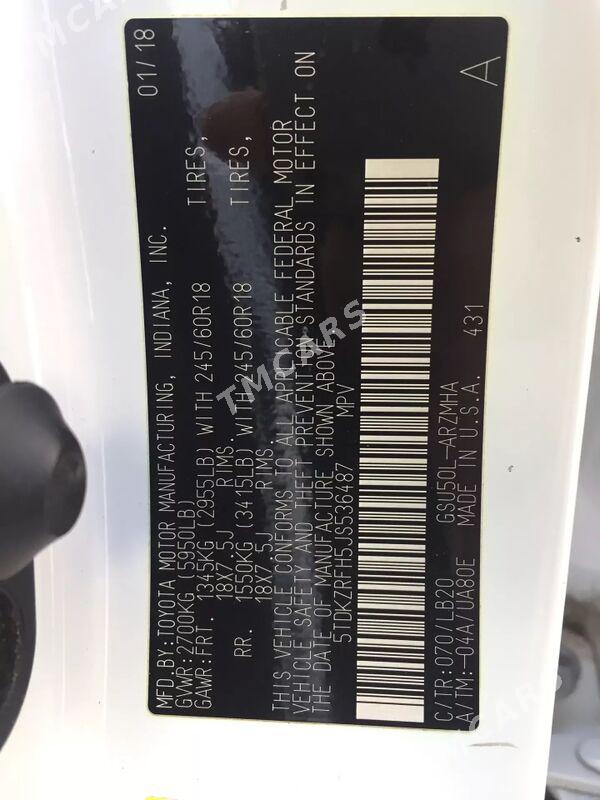 MFD.BY:TOYOTA MOTOR MANUFACTURING, INDIANA, INC. 01/18
GVWR:2700KG (5950LB)
GAWR:FRT. 1345KG (2955LB) WITH 245/60R18 TIRES,
18X7.5J RIMS.
RR. 1550KG (3415LB) WITH 245/60R18 TIRES,
18X7.5J RIMS.
THIS VEHICLE CONFORMS TO ALL APPLICABLE FEDERAL MOTOR
VEHICLE SAFETY AND THEFT PREVENTION STANDARDS IN EFFECT ON
THE DATE OF MANUFACTURE SHOWN ABOVE.
5TDKZRFH5JS536487 MPV
C/TR:070/LB20 GSU50L-ARZMHA
A/TM:-04A/UA80E MADE IN U.S.A. 431 A
TMCARS
TMCARS
TMCARS